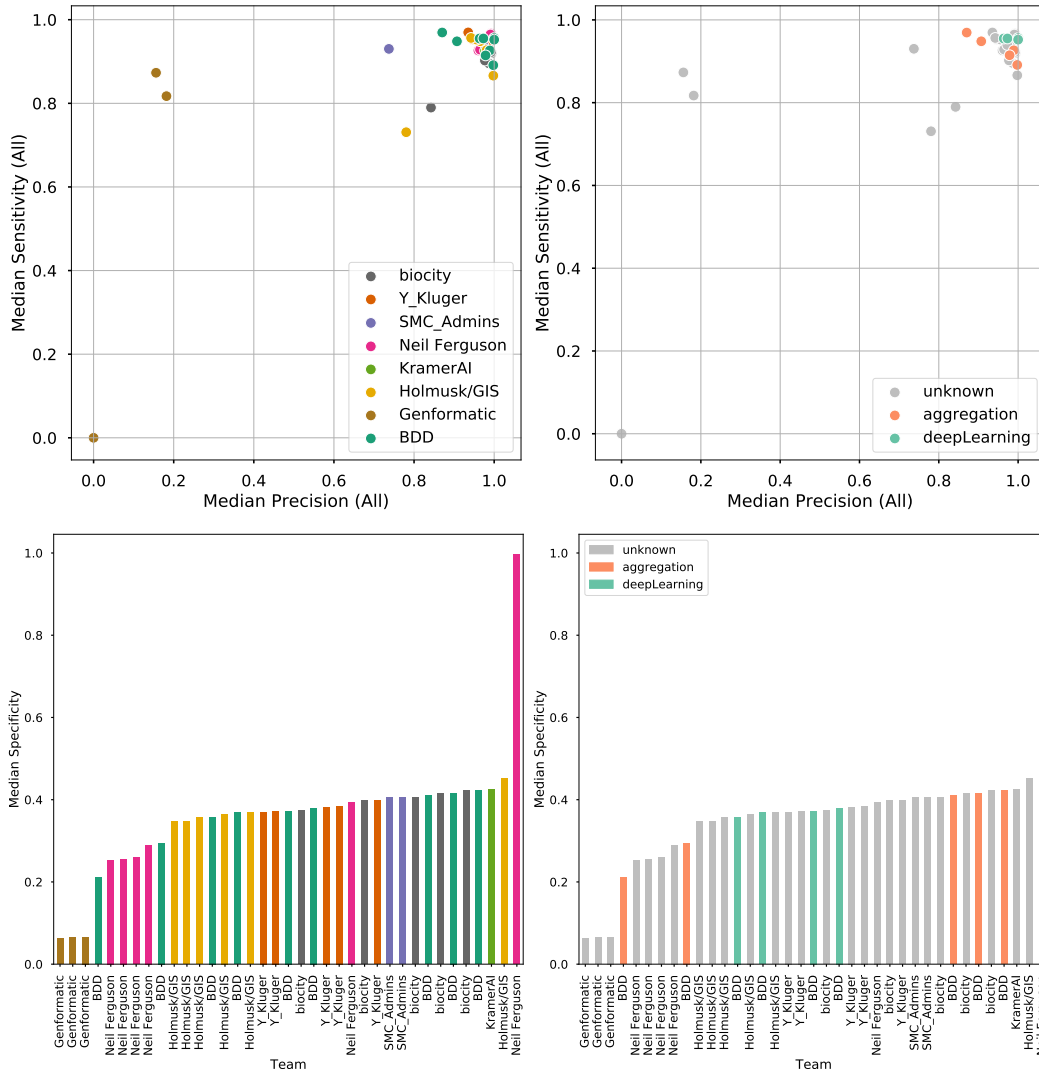 1.0
0.8
0.6
0.4
0.2
0.0
Median Sensitivity (All)
0.0 0.2 0.4 0.6 0.8 1.0
Median Precision (All)
biocity
Y_Kluger
SMC_Admins
Neil Ferguson
KramerAI
Holmusk/GIS
Genformatic
BDD
1.0
0.8
0.6
0.4
0.2
0.0
Median Sensitivity (All)
0.0 0.2 0.4 0.6 0.8 1.0
Median Precision (All)
unknown
aggregation
deepLearning
1.0
0.8
0.6
0.4
0.2
0.0
Median Specificity
Genformatic
Genformatic
Genformatic
BDD
Neil Ferguson
Neil Ferguson
Neil Ferguson
Neil Ferguson
BDD
Holmusk/GIS
Holmusk/GIS
Holmusk/GIS
BDD
Holmusk/GIS
BDD
Holmusk/GIS
Y_Kluger
Y_Kluger
BDD
biocity
BDD
Y_Kluger
Y_Kluger
Neil Ferguson
biocity
Y_Kluger
SMC_Admins
SMC_Admins
biocity
BDD
biocity
BDD
biocity
BDD
KramerAI
Holmusk/GIS
Neil Ferguson
Team
1.0
0.8
0.6
0.4
0.2
0.0
Median Specificity
unknown
aggregation
deepLearning
Genformatic
Genformatic
Genformatic
BDD
Neil Ferguson
Neil Ferguson
Neil Ferguson
Neil Ferguson
BDD
Holmusk/GIS
Holmusk/GIS
Holmusk/GIS
BDD
Holmusk/GIS
BDD
Holmusk/GIS
Y_Kluger
Y_Kluger
BDD
biocity
BDD
Y_Kluger
Y_Kluger
Neil Ferguson
biocity
Y_Kluger
SMC_Admins
SMC_Admins
biocity
BDD
biocity
BDD
biocity
BDD
KramerAI
Holmusk/GIS
Team